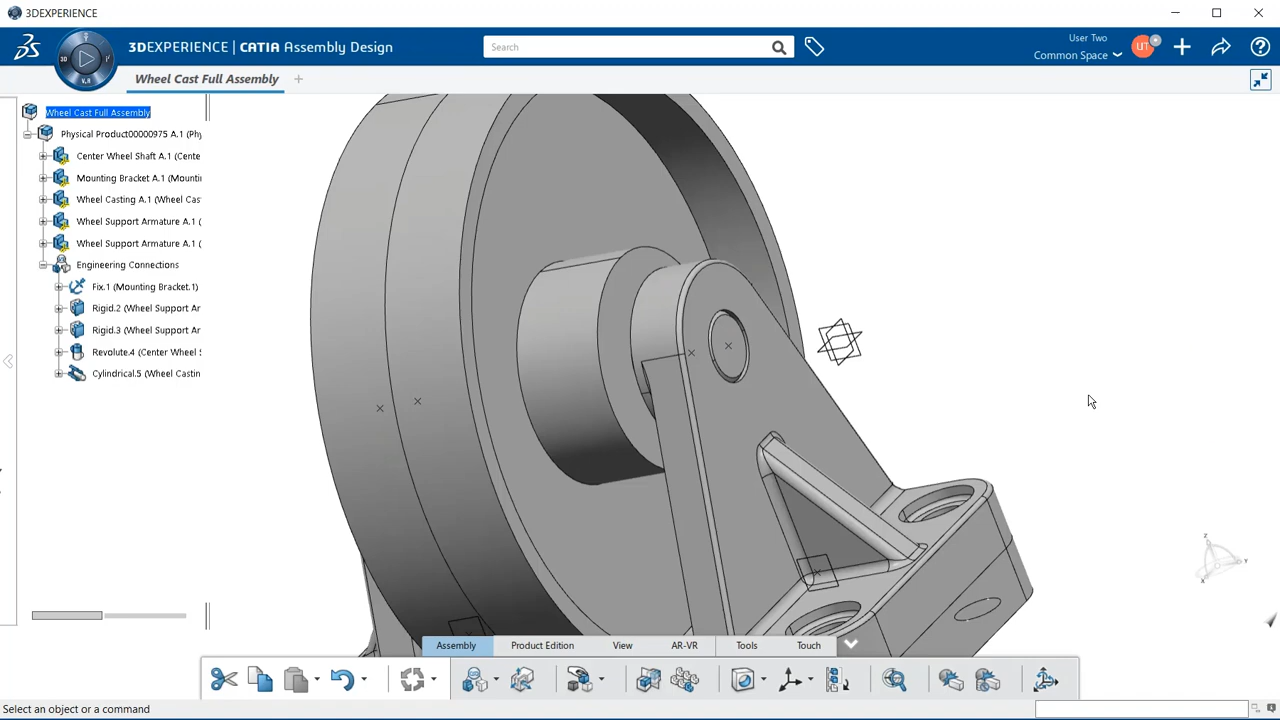 3DEXPERIENCE
3DEXPERIENCE | CATIA Assembly Design
Search
User Two
Common Space
UT
3D
V.R
Wheel Cast Full Assembly
Wheel Cast Full Assembly
Physical Product00000975 A.1 (Phy
Center Wheel Shaft A.1 (Cente
Mounting Bracket A.1 (Mountin
Wheel Casting A.1 (Wheel Cas
Wheel Support Armature A.1 (
Wheel Support Armature A.1 (
Engineering Connections
Fix.1 (Mounting Bracket.1)
Rigid.2 (Wheel Support Ar
Rigid.3 (Wheel Support Ar
Revolute.4 (Center Wheel S
Cylindrical.5 (Wheel Castin
Z
Y
X
Assembly
Product Edition
View
AR-VR
Tools
Touch
Select an object or a command